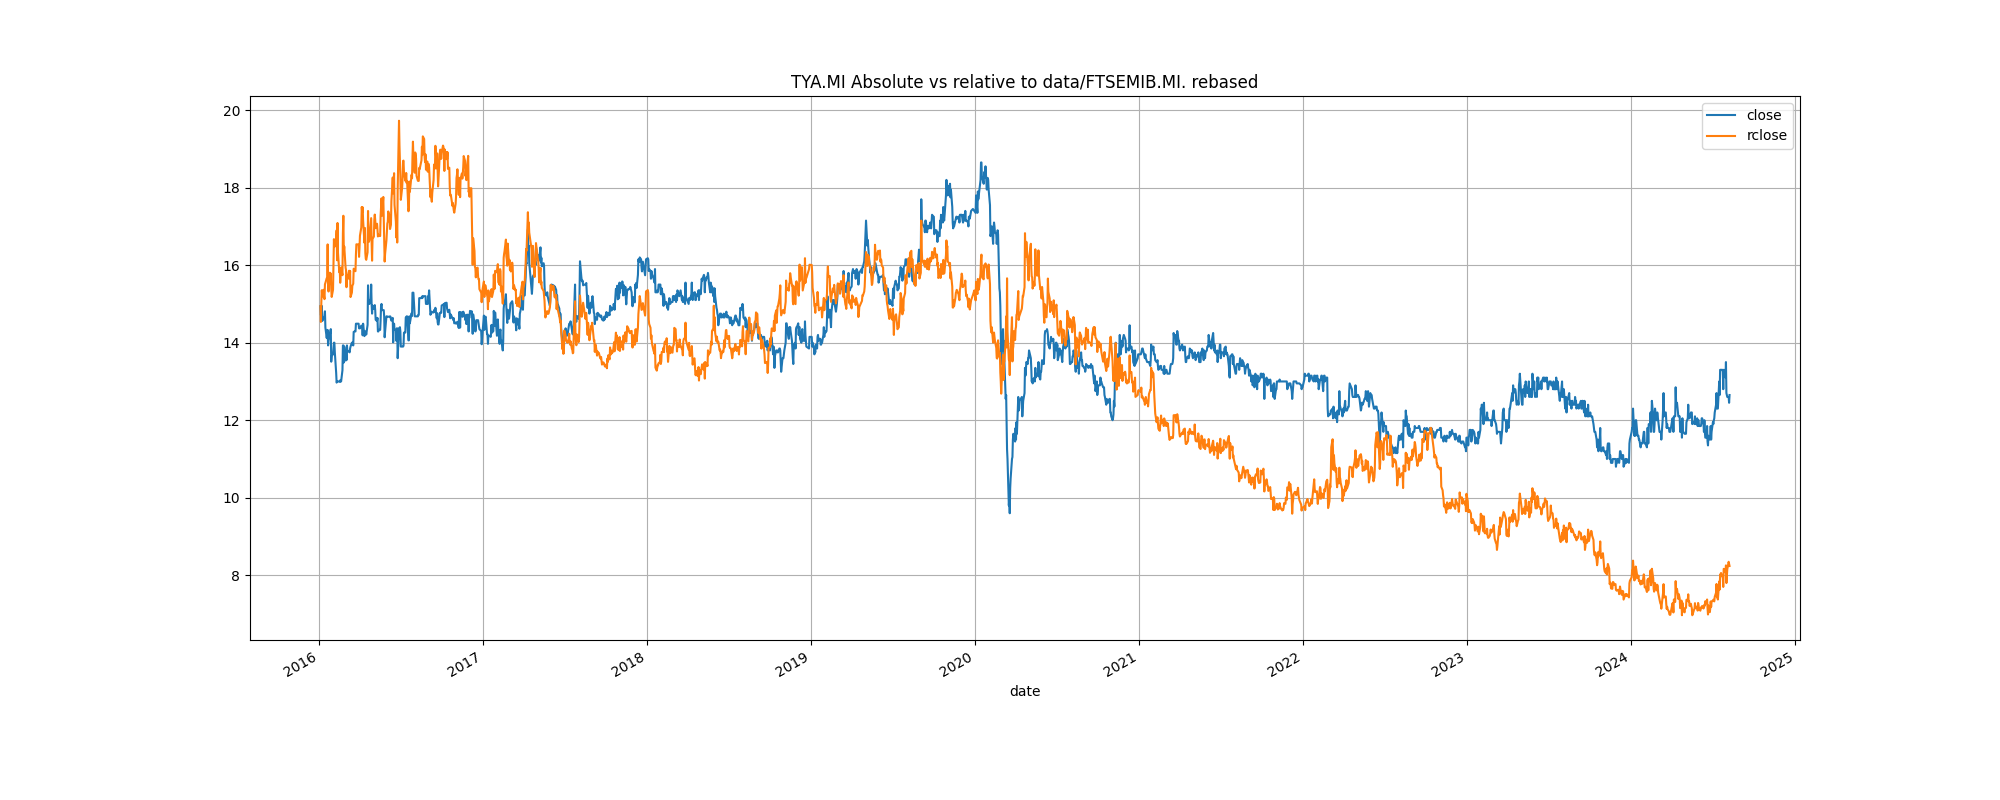 TYA.MI Absolute vs relative to data/FTSEMIB.MI. rebased
close
rclose
20
18
16
14
12
10
8
2016 2017 2018 2019 2020 2021 2022 2023 2024 2025
date